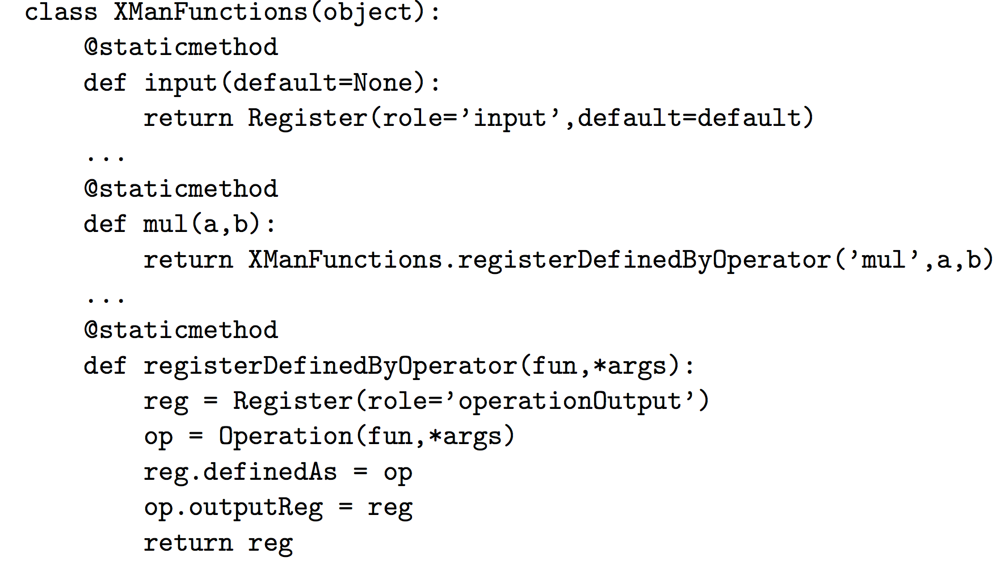 class XManFunctions(object):
    @staticmethod
    def input(default=None):
        return Register(role=’input’,default=default)
    ...
    @staticmethod
    def mul(a,b):
        return XManFunctions.registerDefinedByOperator(’mul’,a,b)
    ...
    @staticmethod
    def registerDefinedByOperator(fun,*args):
        reg = Register(role=’operationOutput’)
        op = Operation(fun,*args)
        reg.definedAs = op
        op.outputReg = reg
        return reg